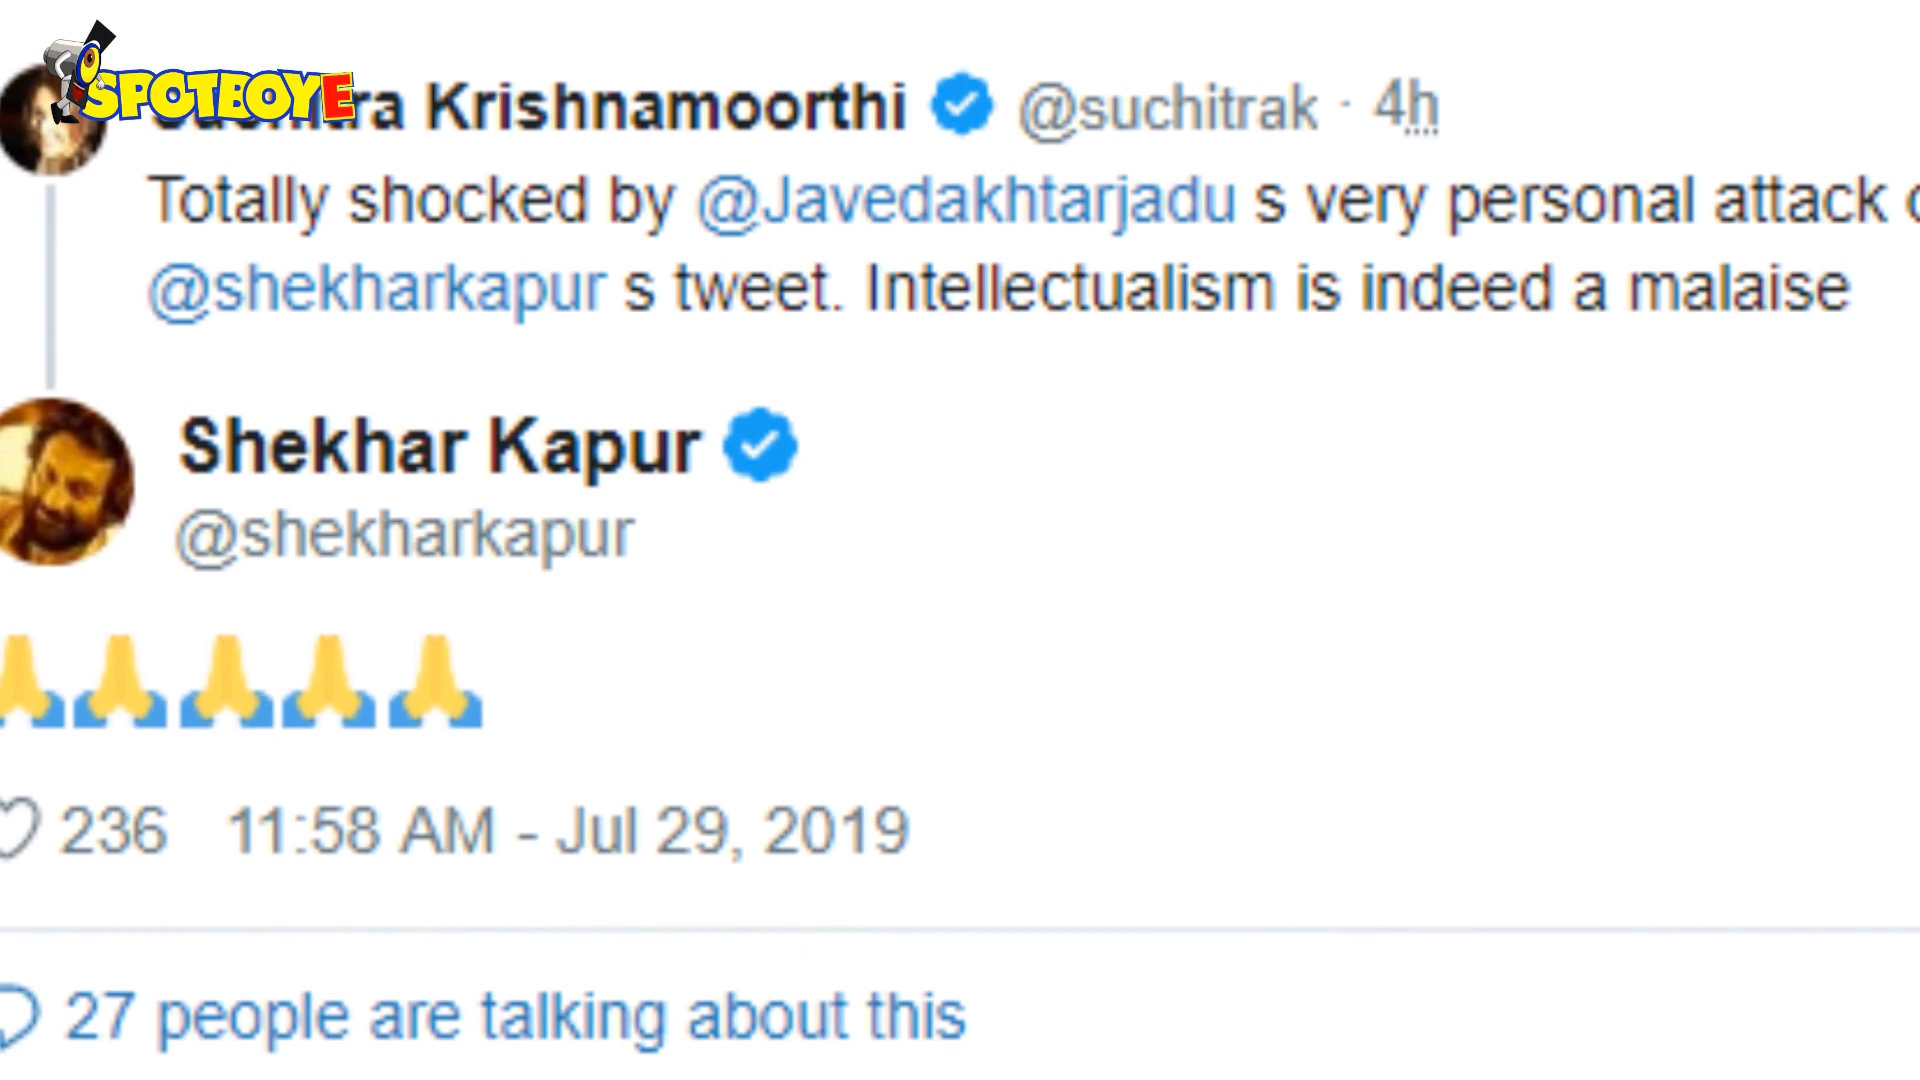 SPOTBOYE
Krishnamoorthi @suchitrak · 4h
Totally shocked by @Javedakhtarjadu s very personal attack
@shekharkapur s tweet. Intellectualism is indeed a malaise
Shekhar Kapur
@shekharkapur
🙏🙏🙏🙏🙏
236 11:58 AM - Jul 29, 2019
27 people are talking about this